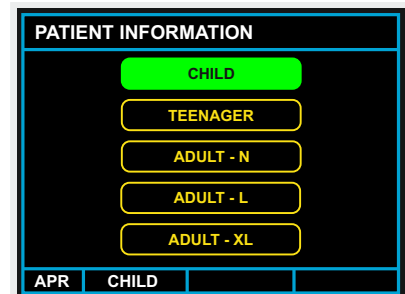 PATIENT INFORMATION
CHILD
TEENAGER
ADULT - N
ADULT - L
ADULT - XL
APR CHILD